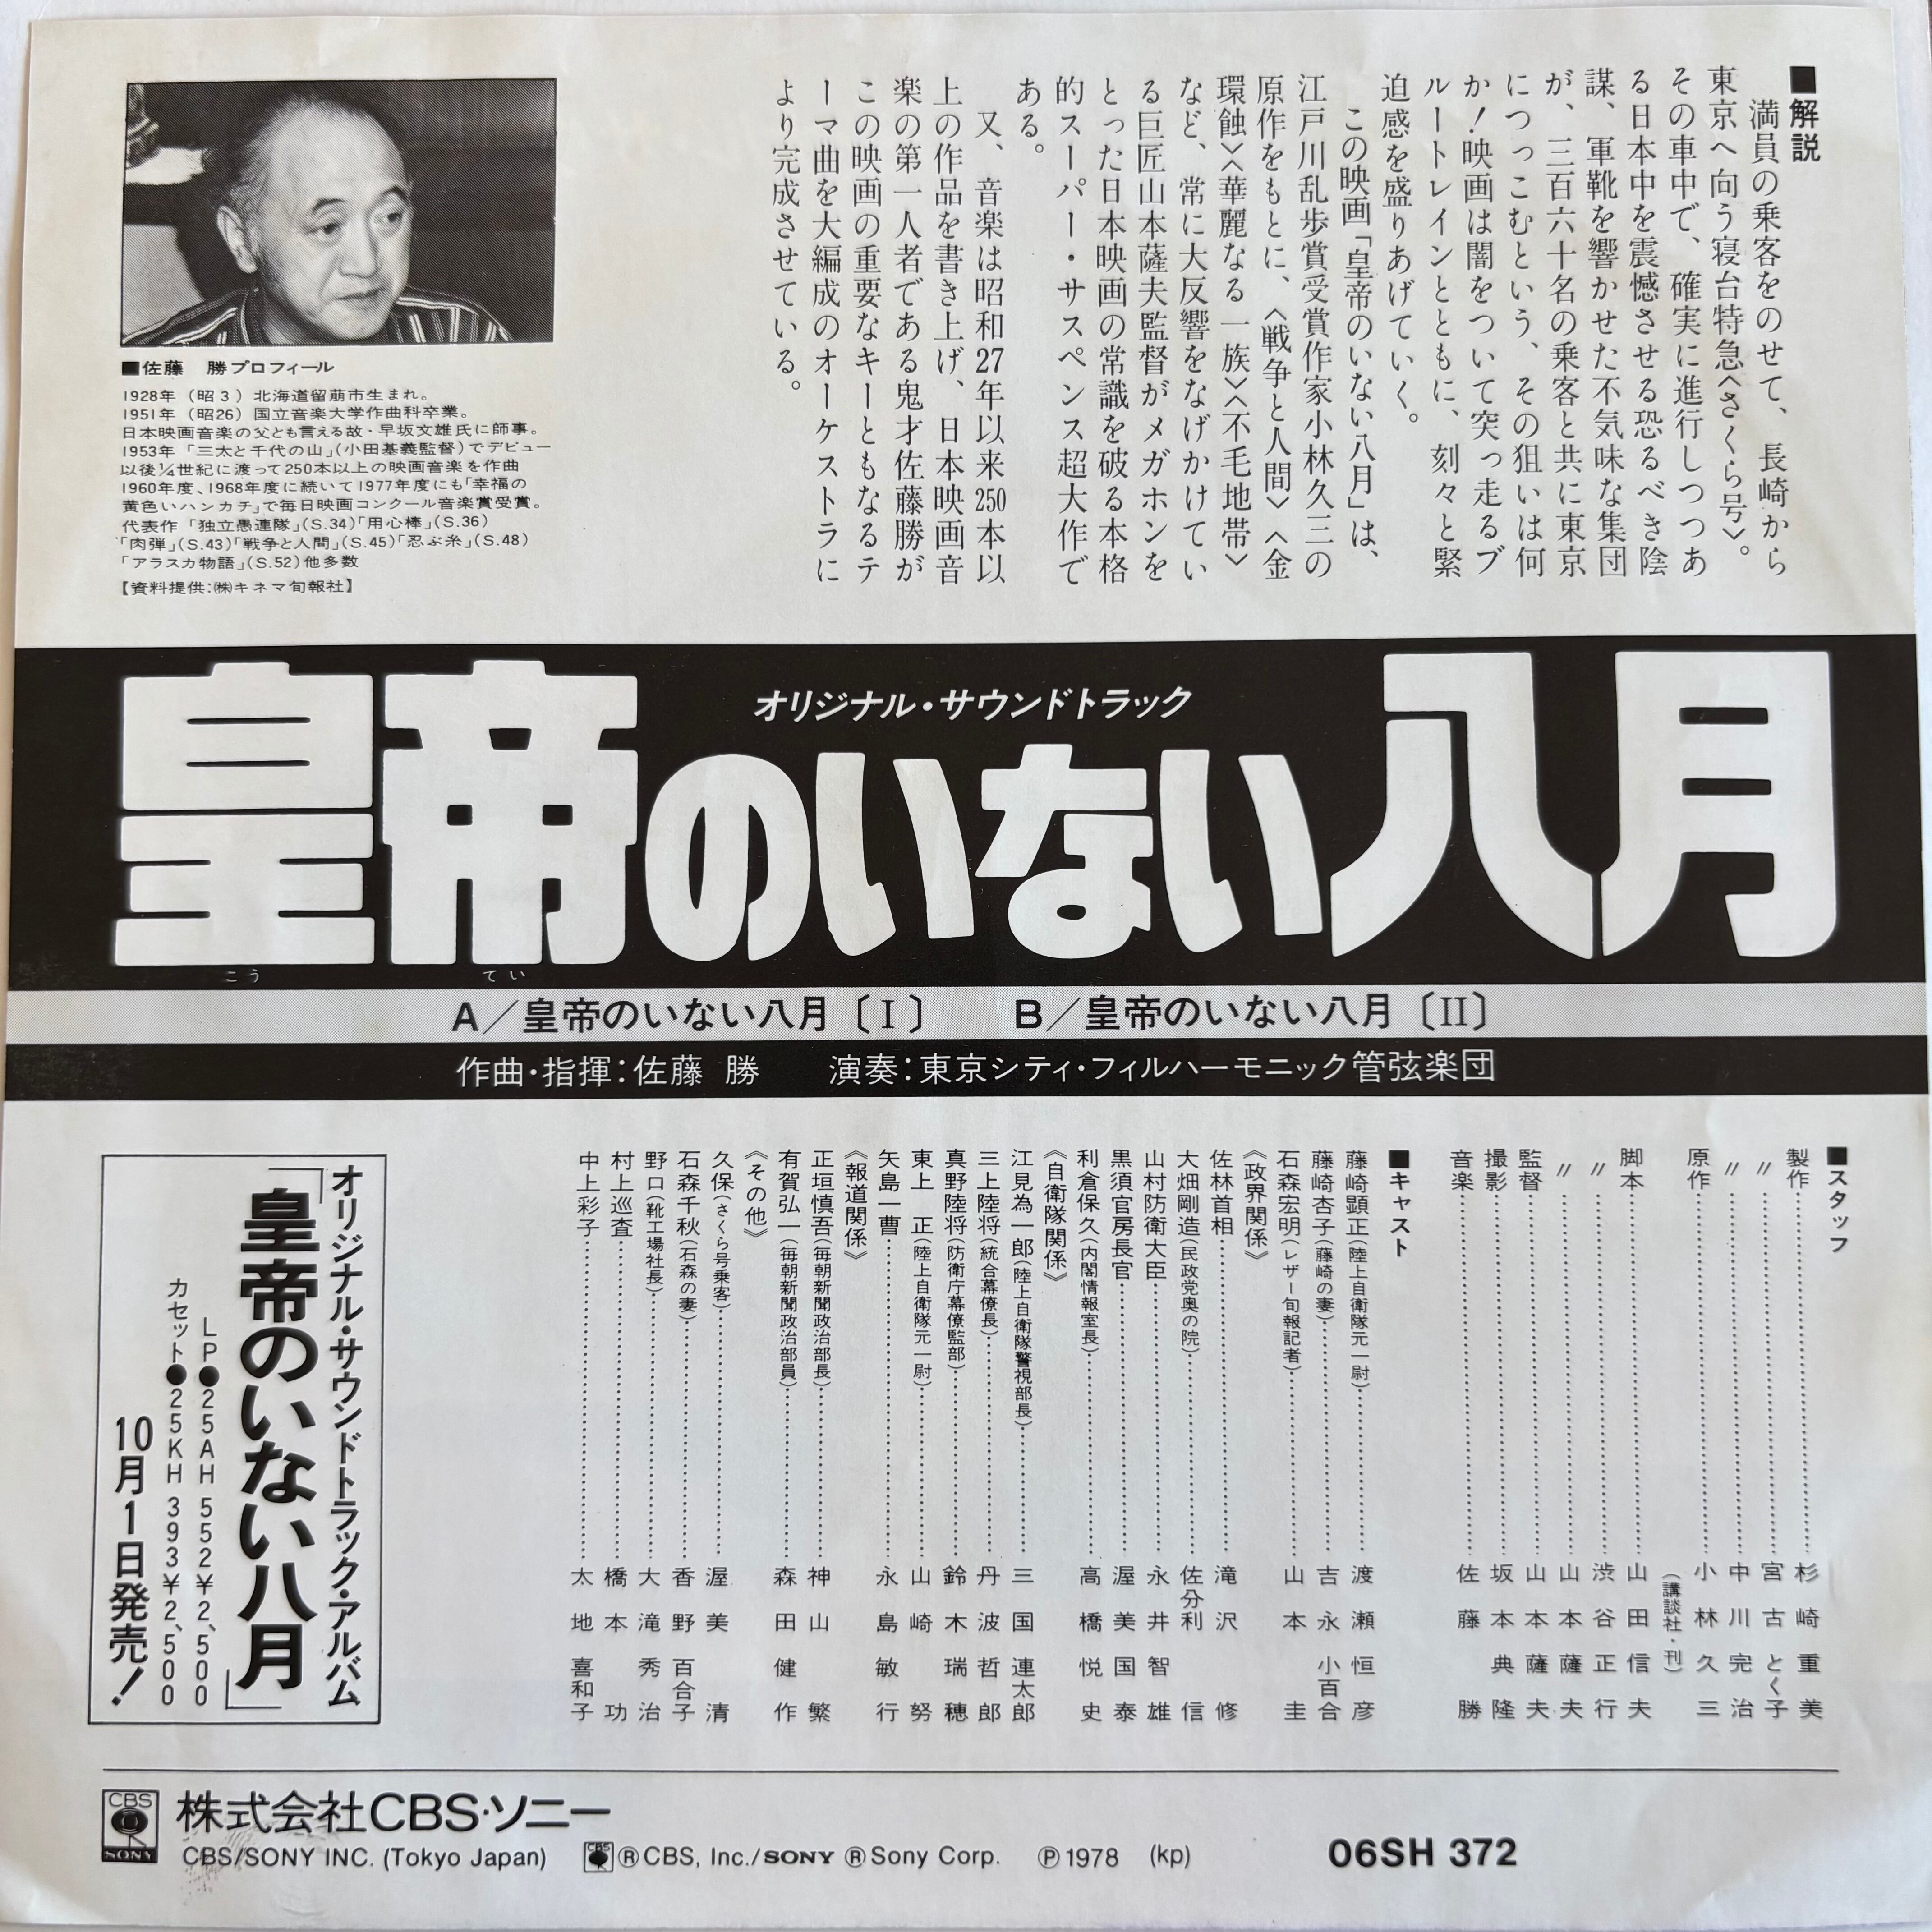 ■解説
満員の乗客をのせて、長崎から
東京へ向う寝台特急〈さくら号〉。
その車中で、確実に進行しつつあ
る日本中を震憾させる恐るべき陰
謀、軍靴を響かせた不気味な集団
が、三百六十名の乗客と共に東京
につっこむという、その狙いは何
か！映画は闇をついて突っ走るブ
ルートレインとともに、刻々と緊
迫感を盛りあげていく。
この映画「皇帝のいない八月」は、
江戸川乱歩賞受賞作家小林久三の
原作をもとに、〈戦争と人間〉〈金
環蝕〉〈華麗なる一族〉〈不毛地帯〉
など、常に大反響をなげかけてい
る巨匠山本薩夫監督がメガホンを
とった日本映画の常識を破る本格
的スーパー・サスペンス超大作で
ある。
又、音楽は昭和27年以来250本以
上の作品を書き上げ、日本映画音
楽の第一人者である鬼才佐藤勝が
この映画の重要なキーともなるテ
ーマ曲を大編成のオーケストラに
より完成させている。
■佐藤　勝プロフィール
1928年（昭3）北海道留萠市生まれ。
1951年（昭26）国立音楽大学作曲科卒業。
日本映画音楽の父とも言える故・早坂文雄氏に師事。
1953年「三太と千代の山」（小田基義監督）でデビュー
以後¼世紀に渡って250本以上の映画音楽を作曲
1960年度、1968年度に続いて1977年度にも「幸福の
黄色いハンカチ」で毎日映画コンクール音楽賞受賞。
代表作「独立愚連隊」（S.34）「用心棒」（S.36）
「肉弾」（S.43）「戦争と人間」（S.45）「忍ぶ糸」（S.48）
「アラスカ物語」（S.52）他多数
【資料提供：㈱キネマ旬報社】
オリジナル・サウンドトラック
皇帝のいない八月
こう　てい
A／皇帝のいない八月〔I〕　B／皇帝のいない八月〔II〕
作曲・指揮：佐藤　勝　演奏：東京シティ・フィルハーモニック管弦楽団
■スタッフ
製作…………杉崎重美
〃…………宮古とく子
〃…………中川完治
原作…………小林久三
（講談社・刊）
脚本…………山田信夫
〃…………渋谷正行
〃…………山本薩夫
監督…………山本薩夫
撮影…………坂本典隆
音楽…………佐藤　勝
■キャスト
藤崎顕正（陸上自衛隊元一尉）…………渡瀬恒彦
藤崎杏子（藤崎の妻）…………吉永小百合
石森宏明（レザー旬報記者）…………山本　圭
《政界関係》
佐林首相…………滝沢　修
大畑剛造（民政党奥の院）…………佐分利　信
山村防衛大臣…………永井智雄
黒須官房長官…………渥美国泰
利倉保久（内閣情報室長）…………高橋悦史
《自衛隊関係》
江見為一郎（陸上自衛隊警視部長）…………三国連太郎
三上陸将（統合幕僚長）…………丹波哲郎
真野陸将（防衛庁幕僚監部）…………鈴木瑞穂
東上　正（陸上自衛隊元一尉）…………山崎　努
矢島一曹…………永島敏行
《報道関係》
正垣慎吾（毎朝新聞政治部長）…………神山　繁
有賀弘一（毎朝新聞政治部員）…………森田健作
《その他》
久保（さくら号乗客）…………渥美　清
石森千秋（石森の妻）…………香野百合子
野口（靴工場社長）…………大滝秀治
村上巡査…………橋本　功
中上彩子…………太地喜和子
オリジナル・サウンドトラック・アルバム
「皇帝のいない八月」
LP●25AH 552￥2,500
カセット●25KH 393￥2,500
10月1日発売！
CBS SONY
株式会社CBS・ソニー
CBS/SONY INC. (Tokyo Japan)　CBS ⓇCBS, Inc./SONY ⓇSony Corp.　Ⓟ1978　(kp)　06SH 372